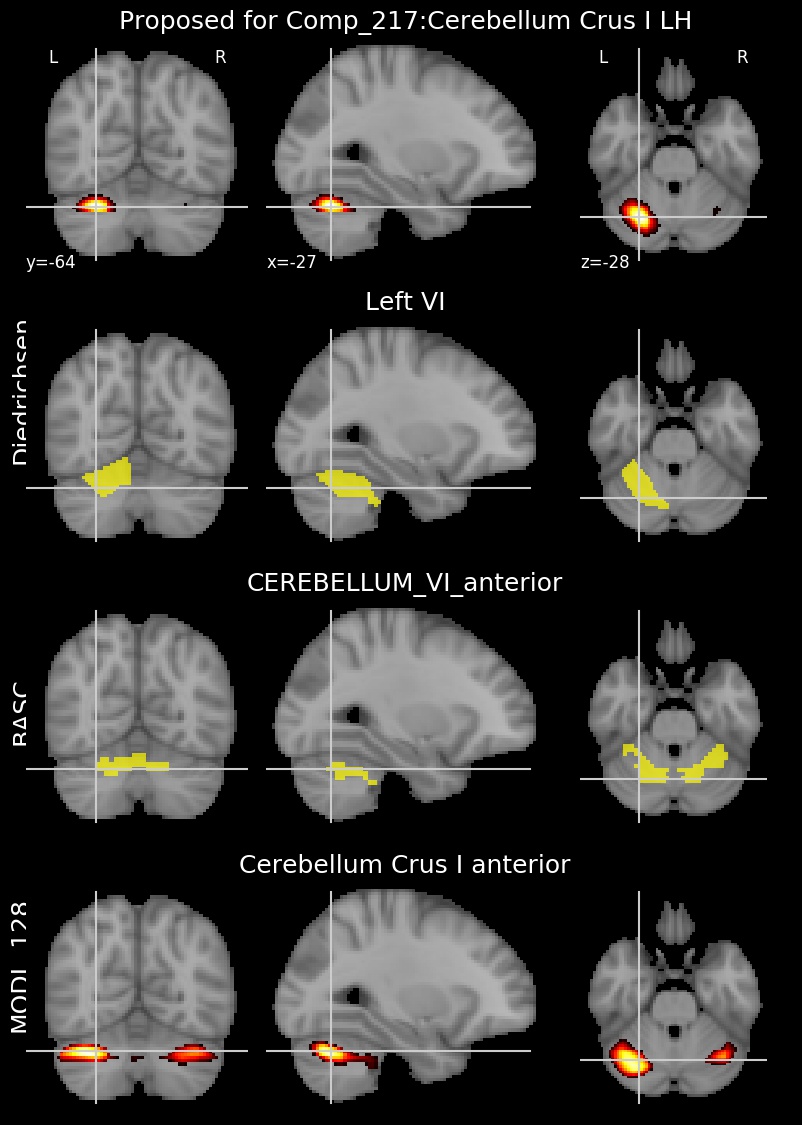 Proposed for Comp_217:Cerebellum Crus I LH
L R L R
y=-64 x=-27 z=-28
Left VI
Diedrichsen
CEREBELLUM_VI_anterior
BASC
Cerebellum Crus I anterior
MODL_128